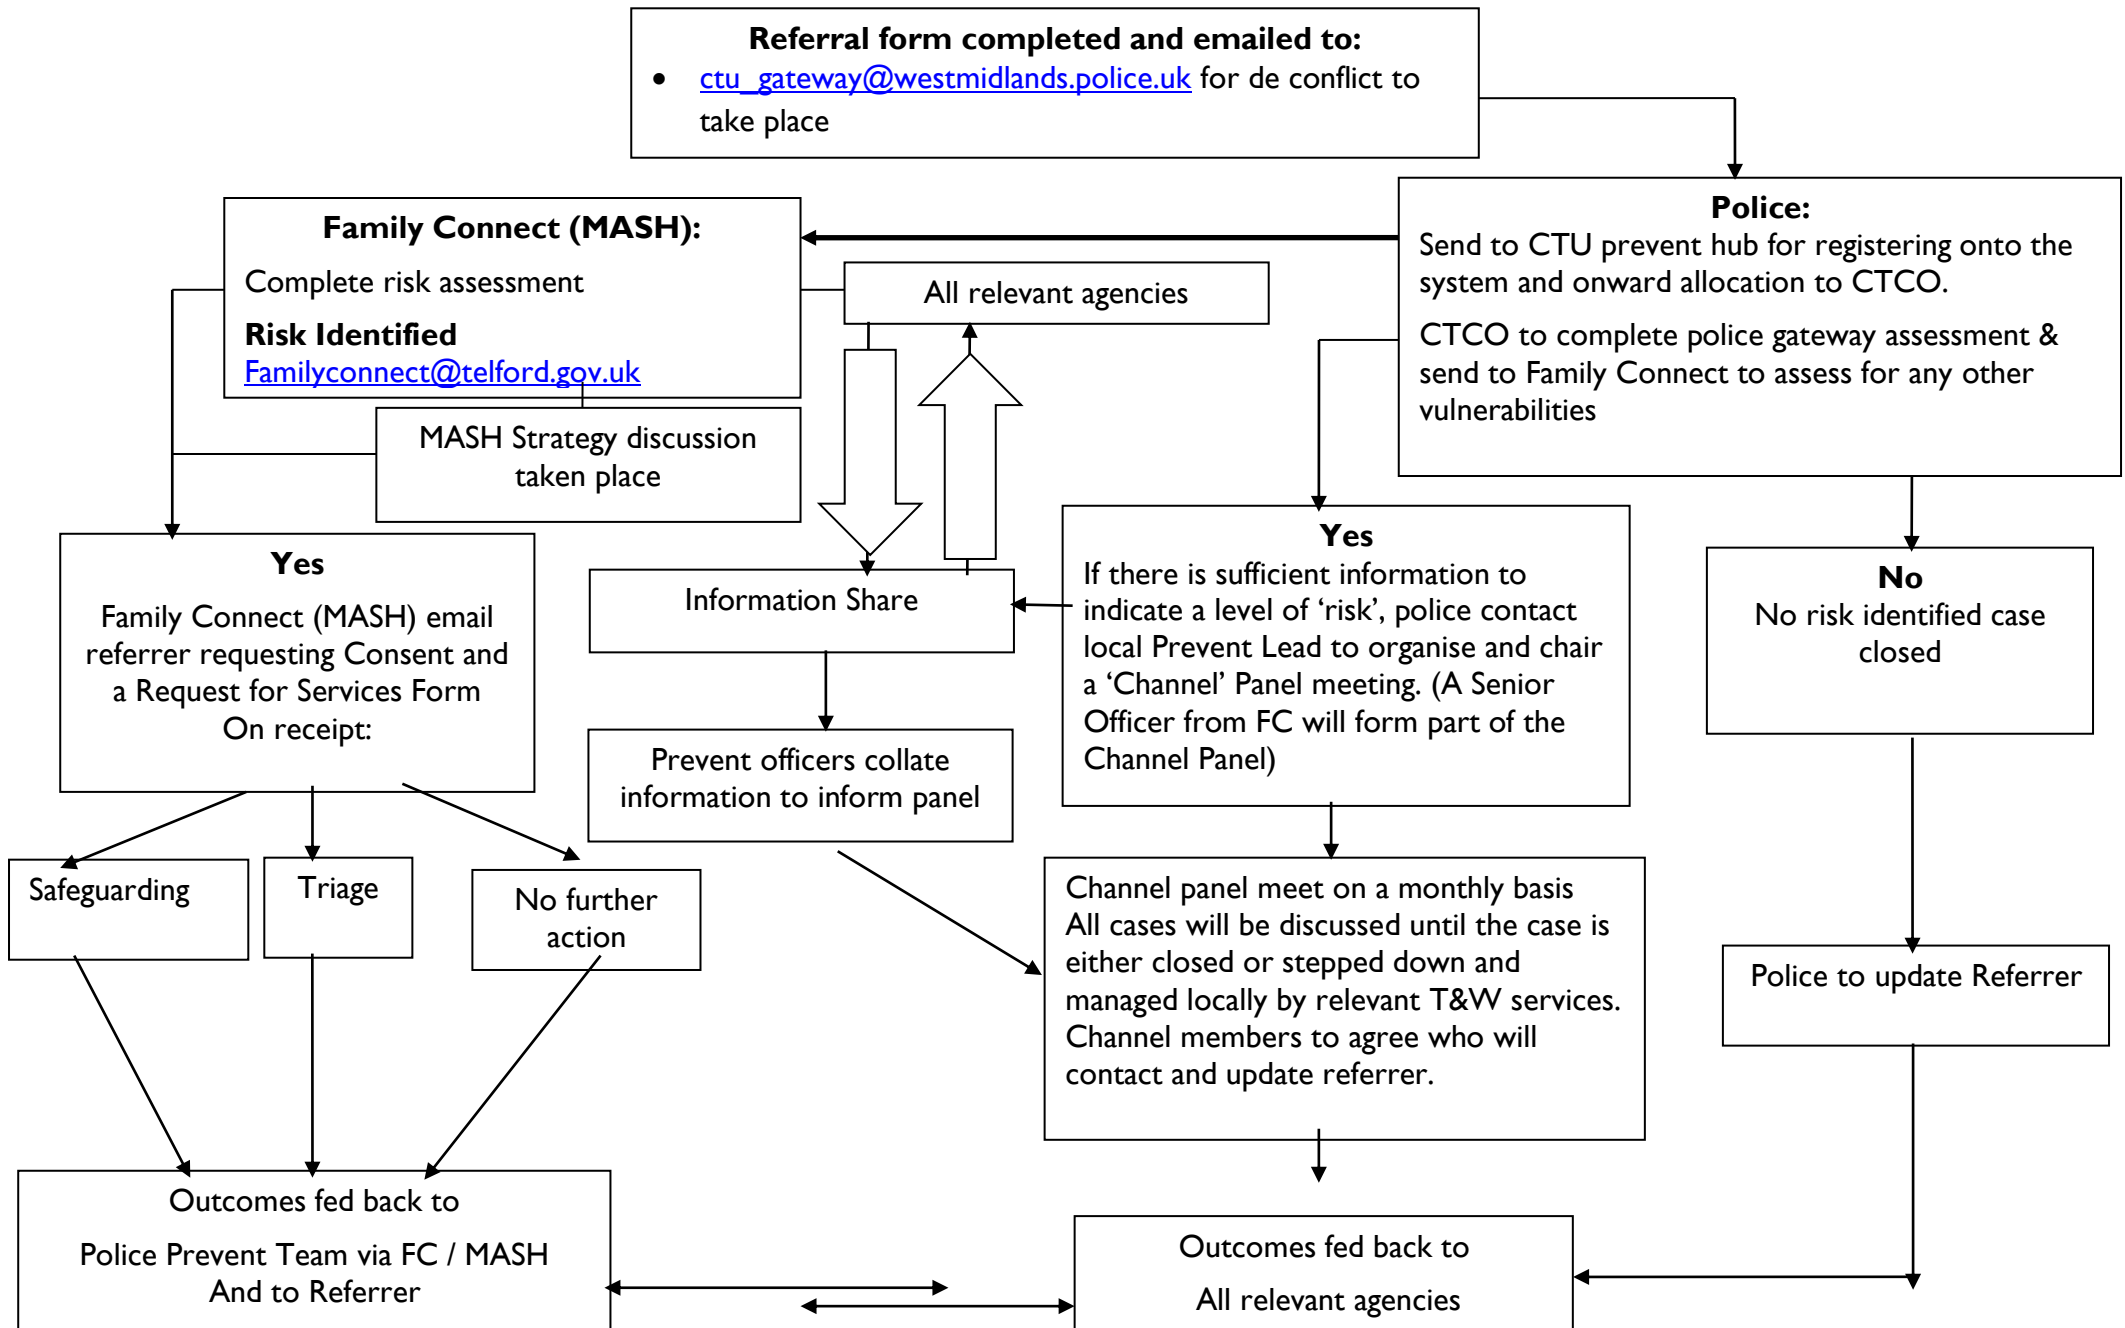 Referral form completed and emailed to:
• ctu_gateway@westmidlands.police.uk for de conflict to
take place
Family Connect (MASH):
Complete risk assessment
Risk Identified
Familyconnect@telford.gov.uk
All relevant agencies
Police:
Send to CTU prevent hub for registering onto the
system and onward allocation to CTCO.
CTCO to complete police gateway assessment &
send to Family Connect to assess for any other
vulnerabilities
MASH Strategy discussion
taken place
Yes
Family Connect (MASH) email
referrer requesting Consent and
a Request for Services Form
On receipt:
Information Share
Yes
If there is sufficient information to
indicate a level of ‘risk’, police contact
local Prevent Lead to organise and chair
a ‘Channel’ Panel meeting. (A Senior
Officer from FC will form part of the
Channel Panel)
No
No risk identified case
closed
Prevent officers collate
information to inform panel
Safeguarding
Triage
No further
action
Channel panel meet on a monthly basis
All cases will be discussed until the case is
either closed or stepped down and
managed locally by relevant T&W services.
Channel members to agree who will
contact and update referrer.
Police to update Referrer
Outcomes fed back to
Police Prevent Team via FC / MASH
And to Referrer
Outcomes fed back to
All relevant agencies